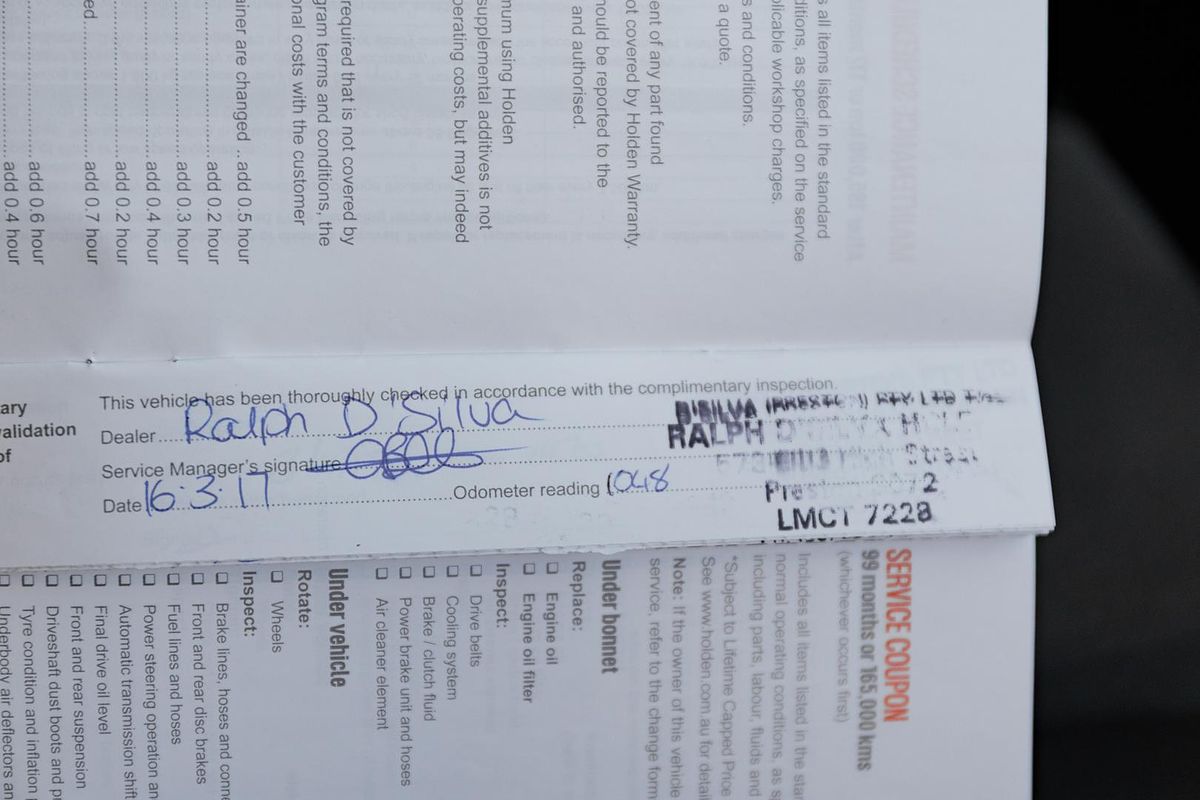 s all items listed in the standard
ditions, as specified on the service
plicable workshop charges.
s and conditions.
a quote.
ent of any part found
ot covered by Holden Warranty.
hould be reported to the
and authorised.
mum using Holden
supplemental additives is not
perating costs, but may indeed
required that is not covered by
gram terms and conditions, the
onal costs with the customer
ainer are changed ... add 0.5 hour
add 0.2 hour
add 0.3 hour
add 0.4 hour
add 0.2 hour
ed. add 0.7 hour
add 0.6 hour
add 0.4 hour
ary
validation
of
This vehicle has been thoroughly checked in accordance with the complimentary inspection.
Dealer Ralph D Silva
Service Manager's signature
Date 16.3.17 Odometer reading 1048
D'SILVA PTY LTD
RALPH
Street
2
LMCT 7228
SERVICE COUPON
99 months or 165,000 kms
(whichever occurs first)
Includes all items listed in the star
normal operating conditions, as s
including parts, labour, fluids and
*Subject to Lifetime Capped Price
See www.holden.com.au for detai
Note: If the owner of this vehicle
service, refer to the change form
Under bonnet
Replace:
Engine oil
Engine oil filter
Inspect:
Drive belts
Cooling system
Brake / clutch fluid
Power brake unit and hoses
Air cleaner element
Under vehicle
Rotate:
Wheels
Inspect:
Brake lines, hoses and conne
Front and rear disc brakes
Fuel lines and hoses
Power steering operation an
Automatic transmission shift
Final drive oil level
Front and rear suspension
Driveshaft dust boots and pr
Tyre condition and inflation p
Underbody air deflectors an